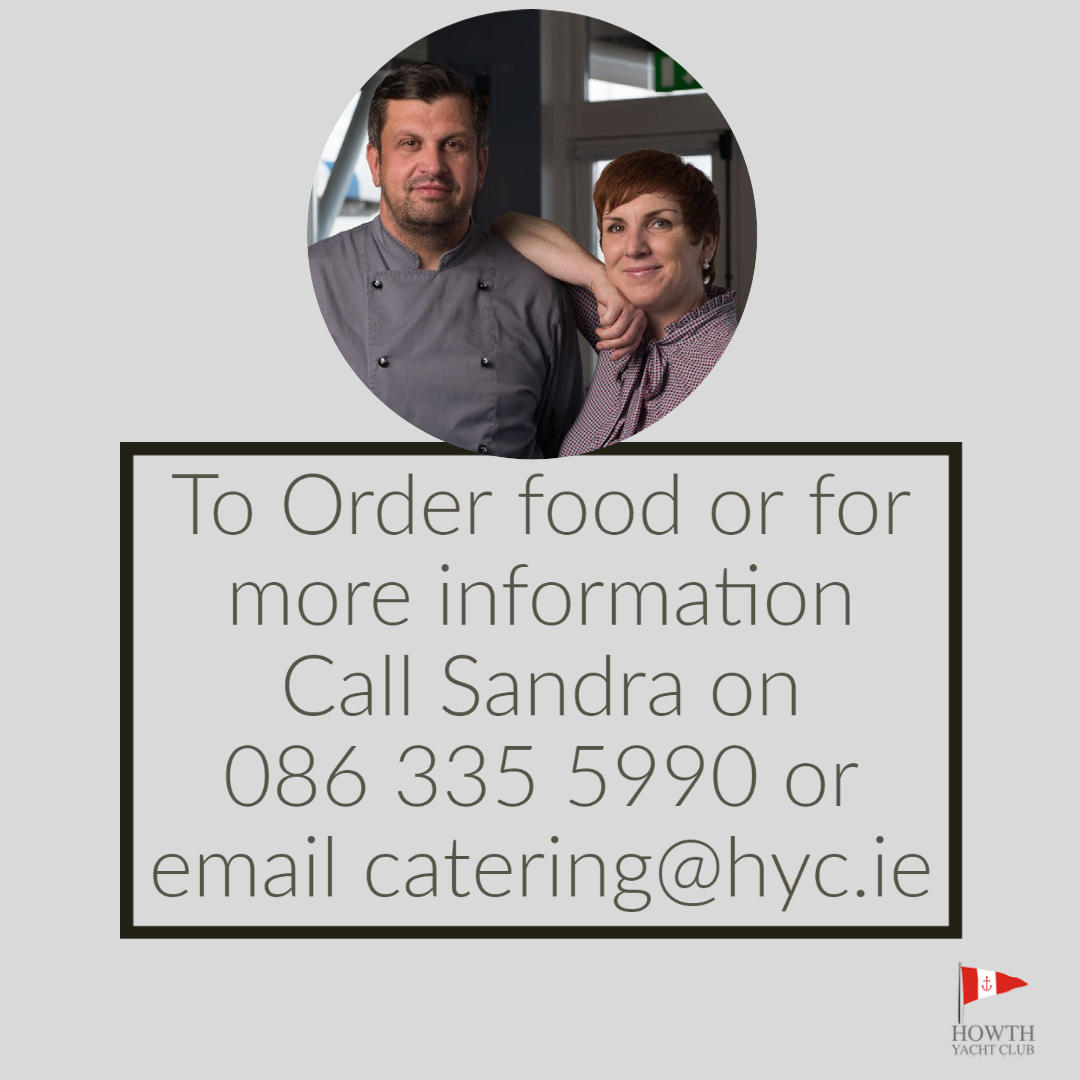 To Order food or for
more information
Call Sandra on
086 335 5990 or
email catering@hyc.ie
HOWTH
YACHT CLUB